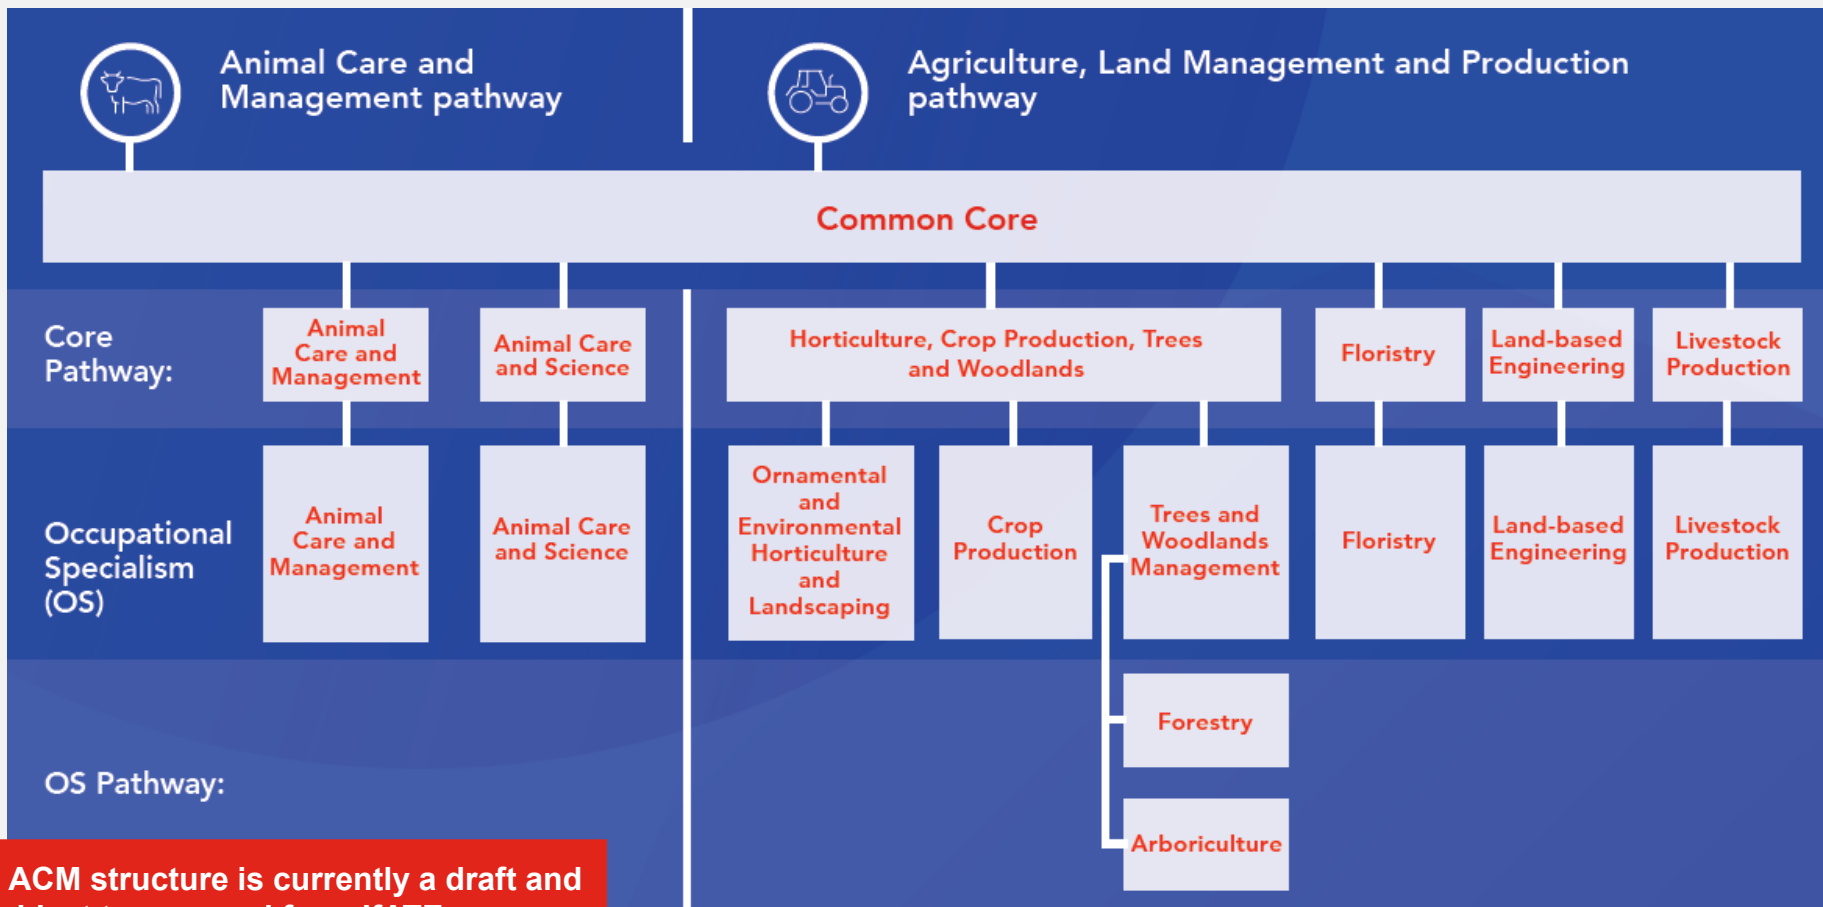 Animal Care and
Management pathway
Agriculture, Land Management and Production
pathway
Common Core
Core
Pathway:
Animal
Care and
Management
Animal Care
and Science
Horticulture, Crop Production, Trees
and Woodlands
Floristry
Land-based
Engineering
Livestock
Production
Occupational
Specialism
(OS)
Animal
Care and
Management
Animal Care
and Science
Ornamental
and
Environmental
Horticulture
and
Landscaping
Crop
Production
Trees and
Woodlands
Management
Floristry
Land-based
Engineering
Livestock
Production
OS Pathway:
Forestry
Arboriculture
ACM structure is currently a draft and